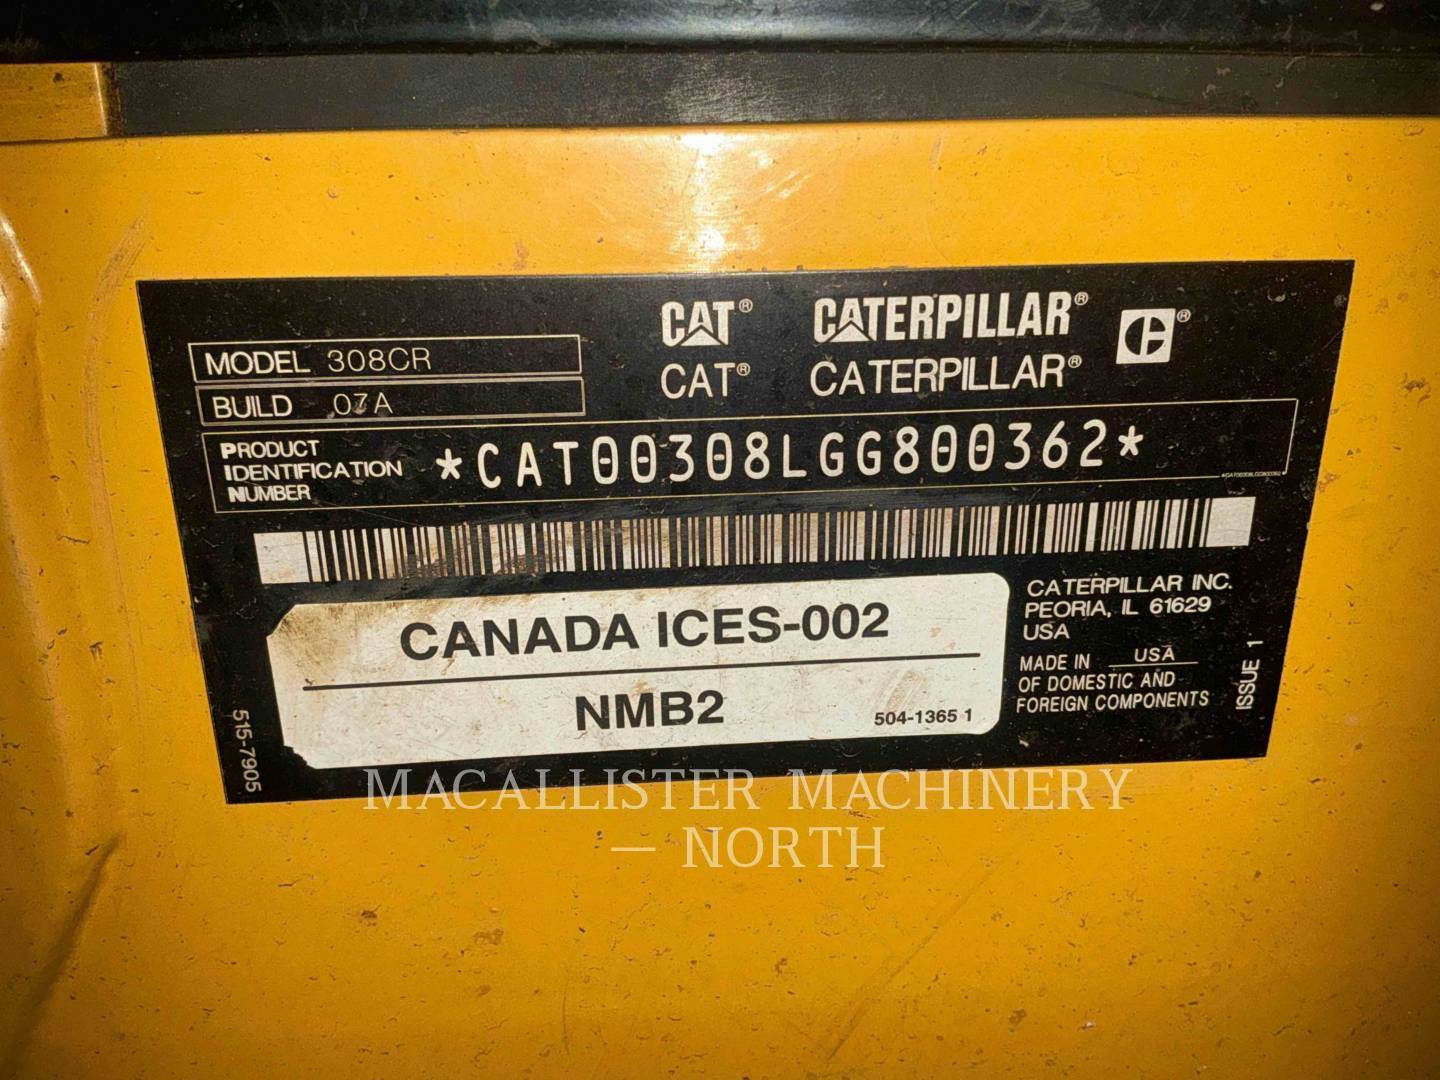 CAT® CATERPILLAR® C®
CAT® CATERPILLAR®
MODEL 308CR
BUILD 07A
PRODUCT
IDENTIFICATION
NUMBER
*CAT00308LGG800362*
*CAT00308LGG800362*
CANADA ICES-002
NMB2
504-1365 1
CATERPILLAR INC.
PEORIA, IL 61629
USA
MADE IN USA
OF DOMESTIC AND
FOREIGN COMPONENTS
ISSUE 1
515-7905
MACALLISTER MACHINERY
— NORTH